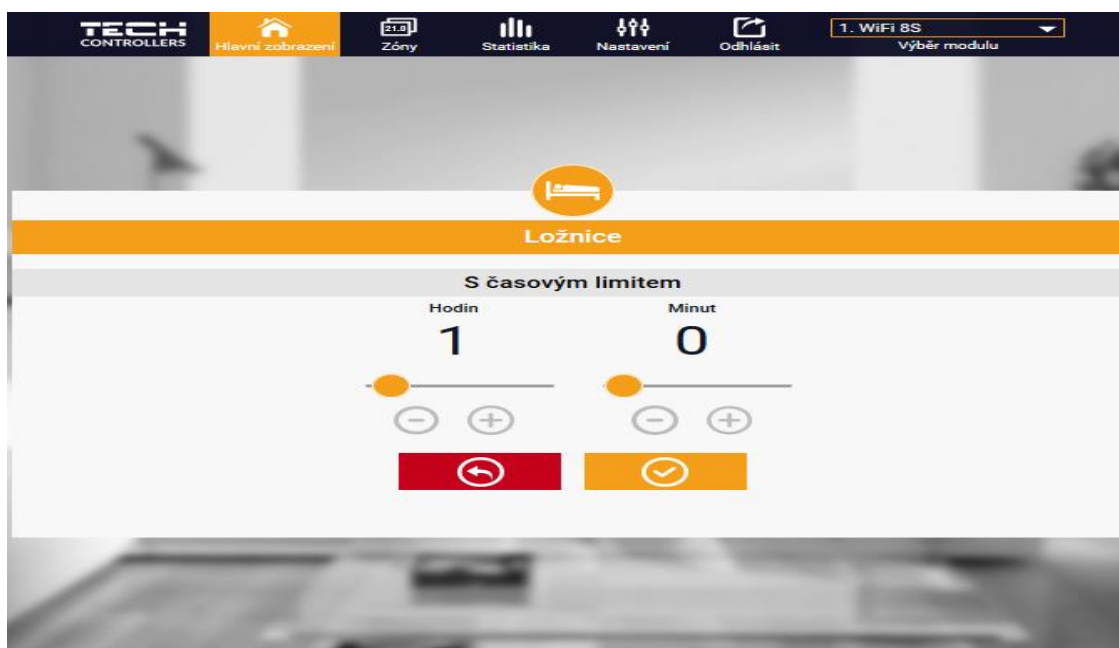 TECH
CONTROLLERS
Hlavní zobrazení
21.0
Zóny
Statistika
Nastavení
Odhlásit
1. WiFi 8S
Výběr modulu
Ložnice
S časovým limitem
Hodin Minut
1 0